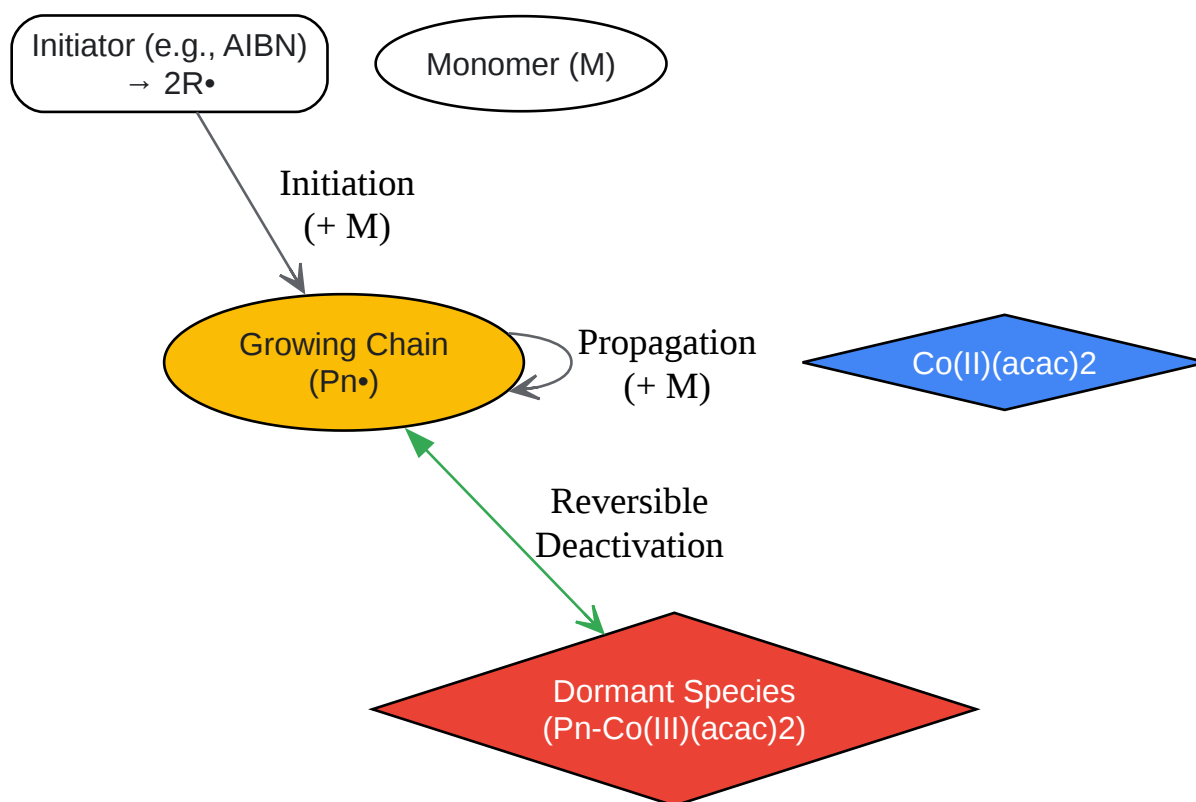 Initiator (e.g., AIBN)
→ 2R•
Monomer (M)
Initiation
(+ M)
Growing Chain
(Pn•)
Propagation
(+ M)
Co(II)(acac)2
Reversible
Deactivation
Dormant Species
(Pn-Co(III)(acac)2)